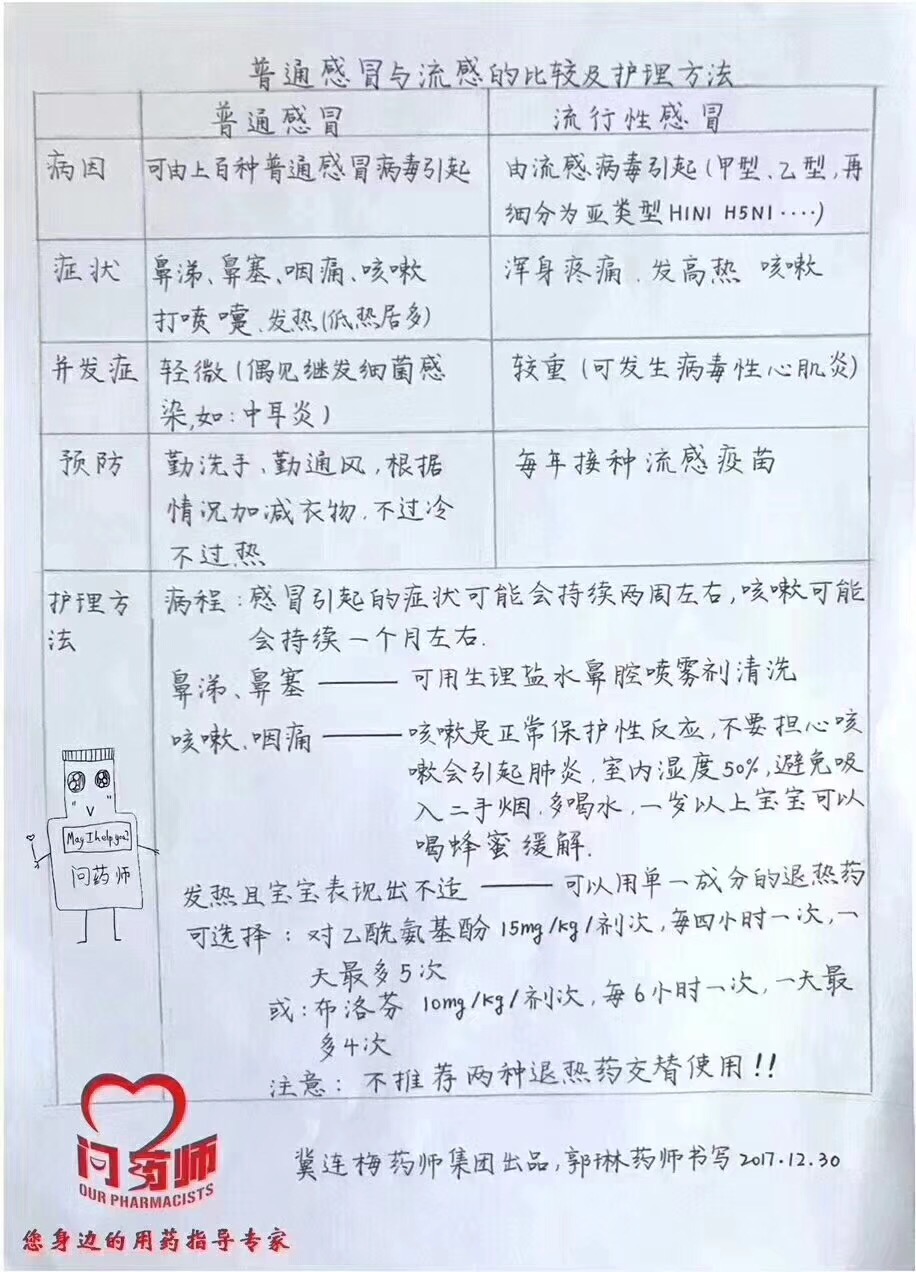 普通感冒与流感的比较及护理方法
普通感冒
流行性感冒
病因
可由上百种普通感冒病毒引起
由流感病毒引起(甲型、乙型,再
细分为亚类型H1N1 H5N1····)
症状
鼻涕、鼻塞、咽痛、咳嗽
打喷嚏、发热(低热居多)
浑身疼痛、发高热 咳嗽
并发症
轻微(偶见继发细菌感
染,如:中耳炎)
较重(可发生病毒性心肌炎)
预防
勤洗手、勤通风,根据
情况加减衣物,不过冷
不过热
每年接种流感疫苗
护理方
法
病程:感冒引起的症状可能会持续两周左右,咳嗽可能
会持续一个月左右.
鼻涕、鼻塞——可用生理盐水鼻腔喷雾剂清洗
咳嗽、咽痛——咳嗽是正常保护性反应,不要担心咳
嗽会引起肺炎,室内湿度50%,避免吸
入二手烟,多喝水,一岁以上宝宝可以
喝蜂蜜缓解.
发热且宝宝表现出不适——可以用单一成分的退热药
可选择:对乙酰氨基酚15mg/kg/剂次,每四小时一次,一
天最多5次
或:布洛芬 10mg/kg/剂次,每6小时一次,一天最
多4次
注意:不推荐两种退热药交替使用!!
May I help you?
问药师
问药师
OUR PHARMACISTS
您身边的用药指导专家
冀连梅药师集团出品,郭琳药师书写2017.12.30